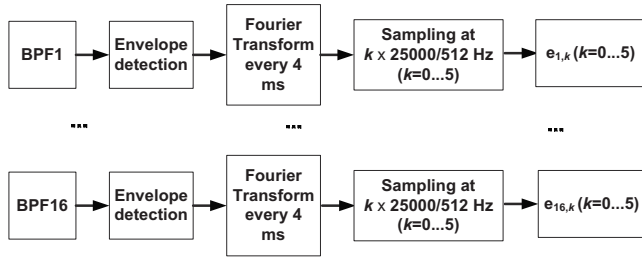 BPF1
Envelope
detection
Fourier
Transform
every 4
ms
Sampling at
k x 25000/512 Hz
(k=0...5)
e1,k (k=0...5)
...
...
...
BPF16
Envelope
detection
Fourier
Transform
every 4
ms
Sampling at
k x 25000/512 Hz
(k=0...5)
e16,k (k=0...5)